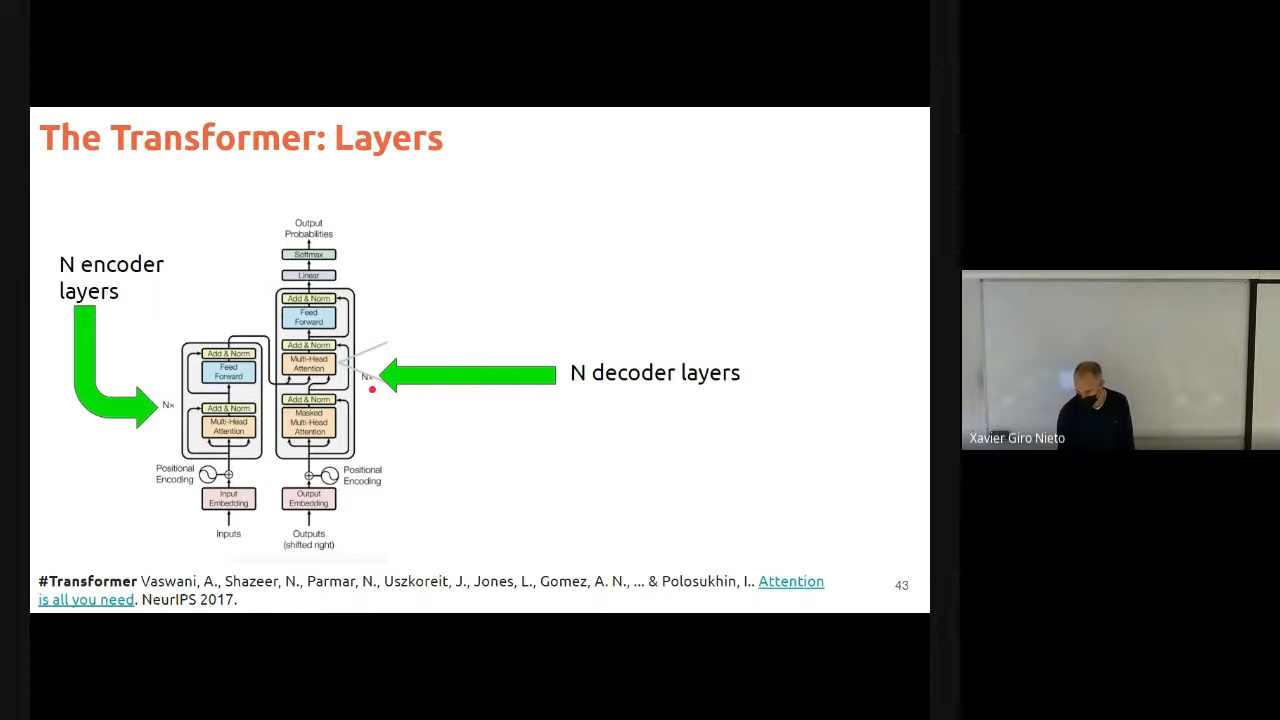 The Transformer: Layers
N encoder
layers
Output
Probabilities
Softmax
Linear
Add & Norm
Feed
Forward
Add & Norm
Multi-Head
Attention
Add & Norm
Masked
Multi-Head
Attention
Nx
N decoder layers
Add & Norm
Feed
Forward
Add & Norm
Multi-Head
Attention
Nx
Positional
Encoding
Positional
Encoding
Input
Embedding
Output
Embedding
Inputs
Outputs
(shifted right)
#Transformer Vaswani, A., Shazeer, N., Parmar, N., Uszkoreit, J., Jones, L., Gomez, A. N., ... & Polosukhin, I.. Attention
is all you need. NeurIPS 2017.
43
Xavier Giro Nieto